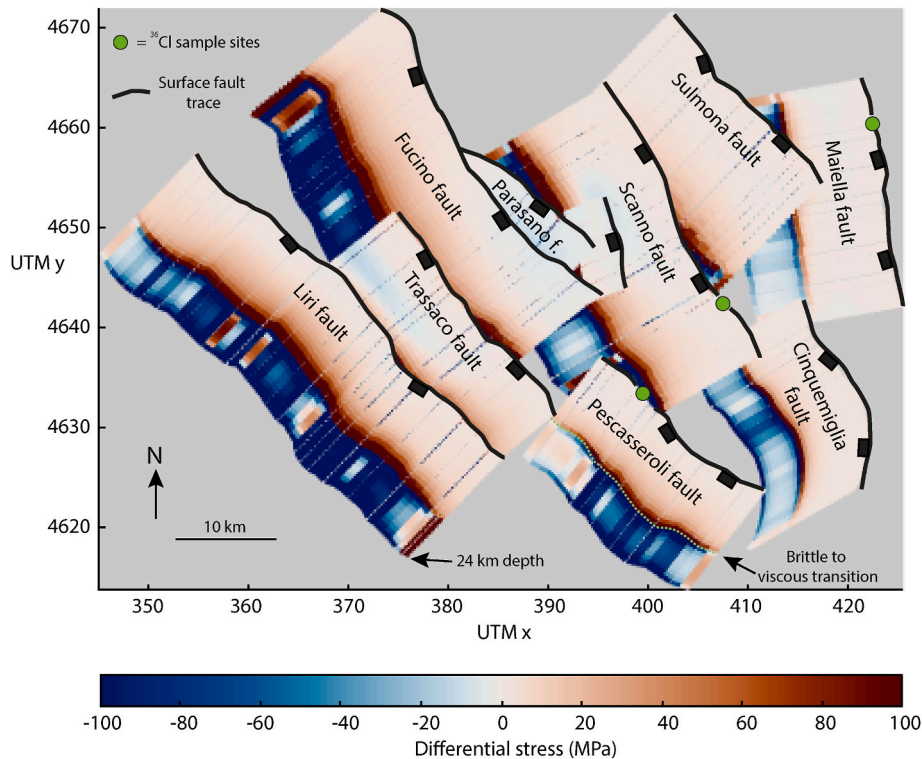 4670
4660
4650
UTM y
4640
4630
4620
= ³⁶Cl sample sites
Surface fault
trace
Fucino fault
Parasano f.
Scanno fault
Sulmona fault
Maiella fault
Liri fault
Trassaco fault
Pescasseroli fault
Cinquemiglia
fault
N
10 km
24 km depth
Brittle to
viscous transition
350 360 370 380 390 400 410 420
UTM x
-100 -80 -60 -40 -20 0 20 40 60 80 100
Differential stress (MPa)